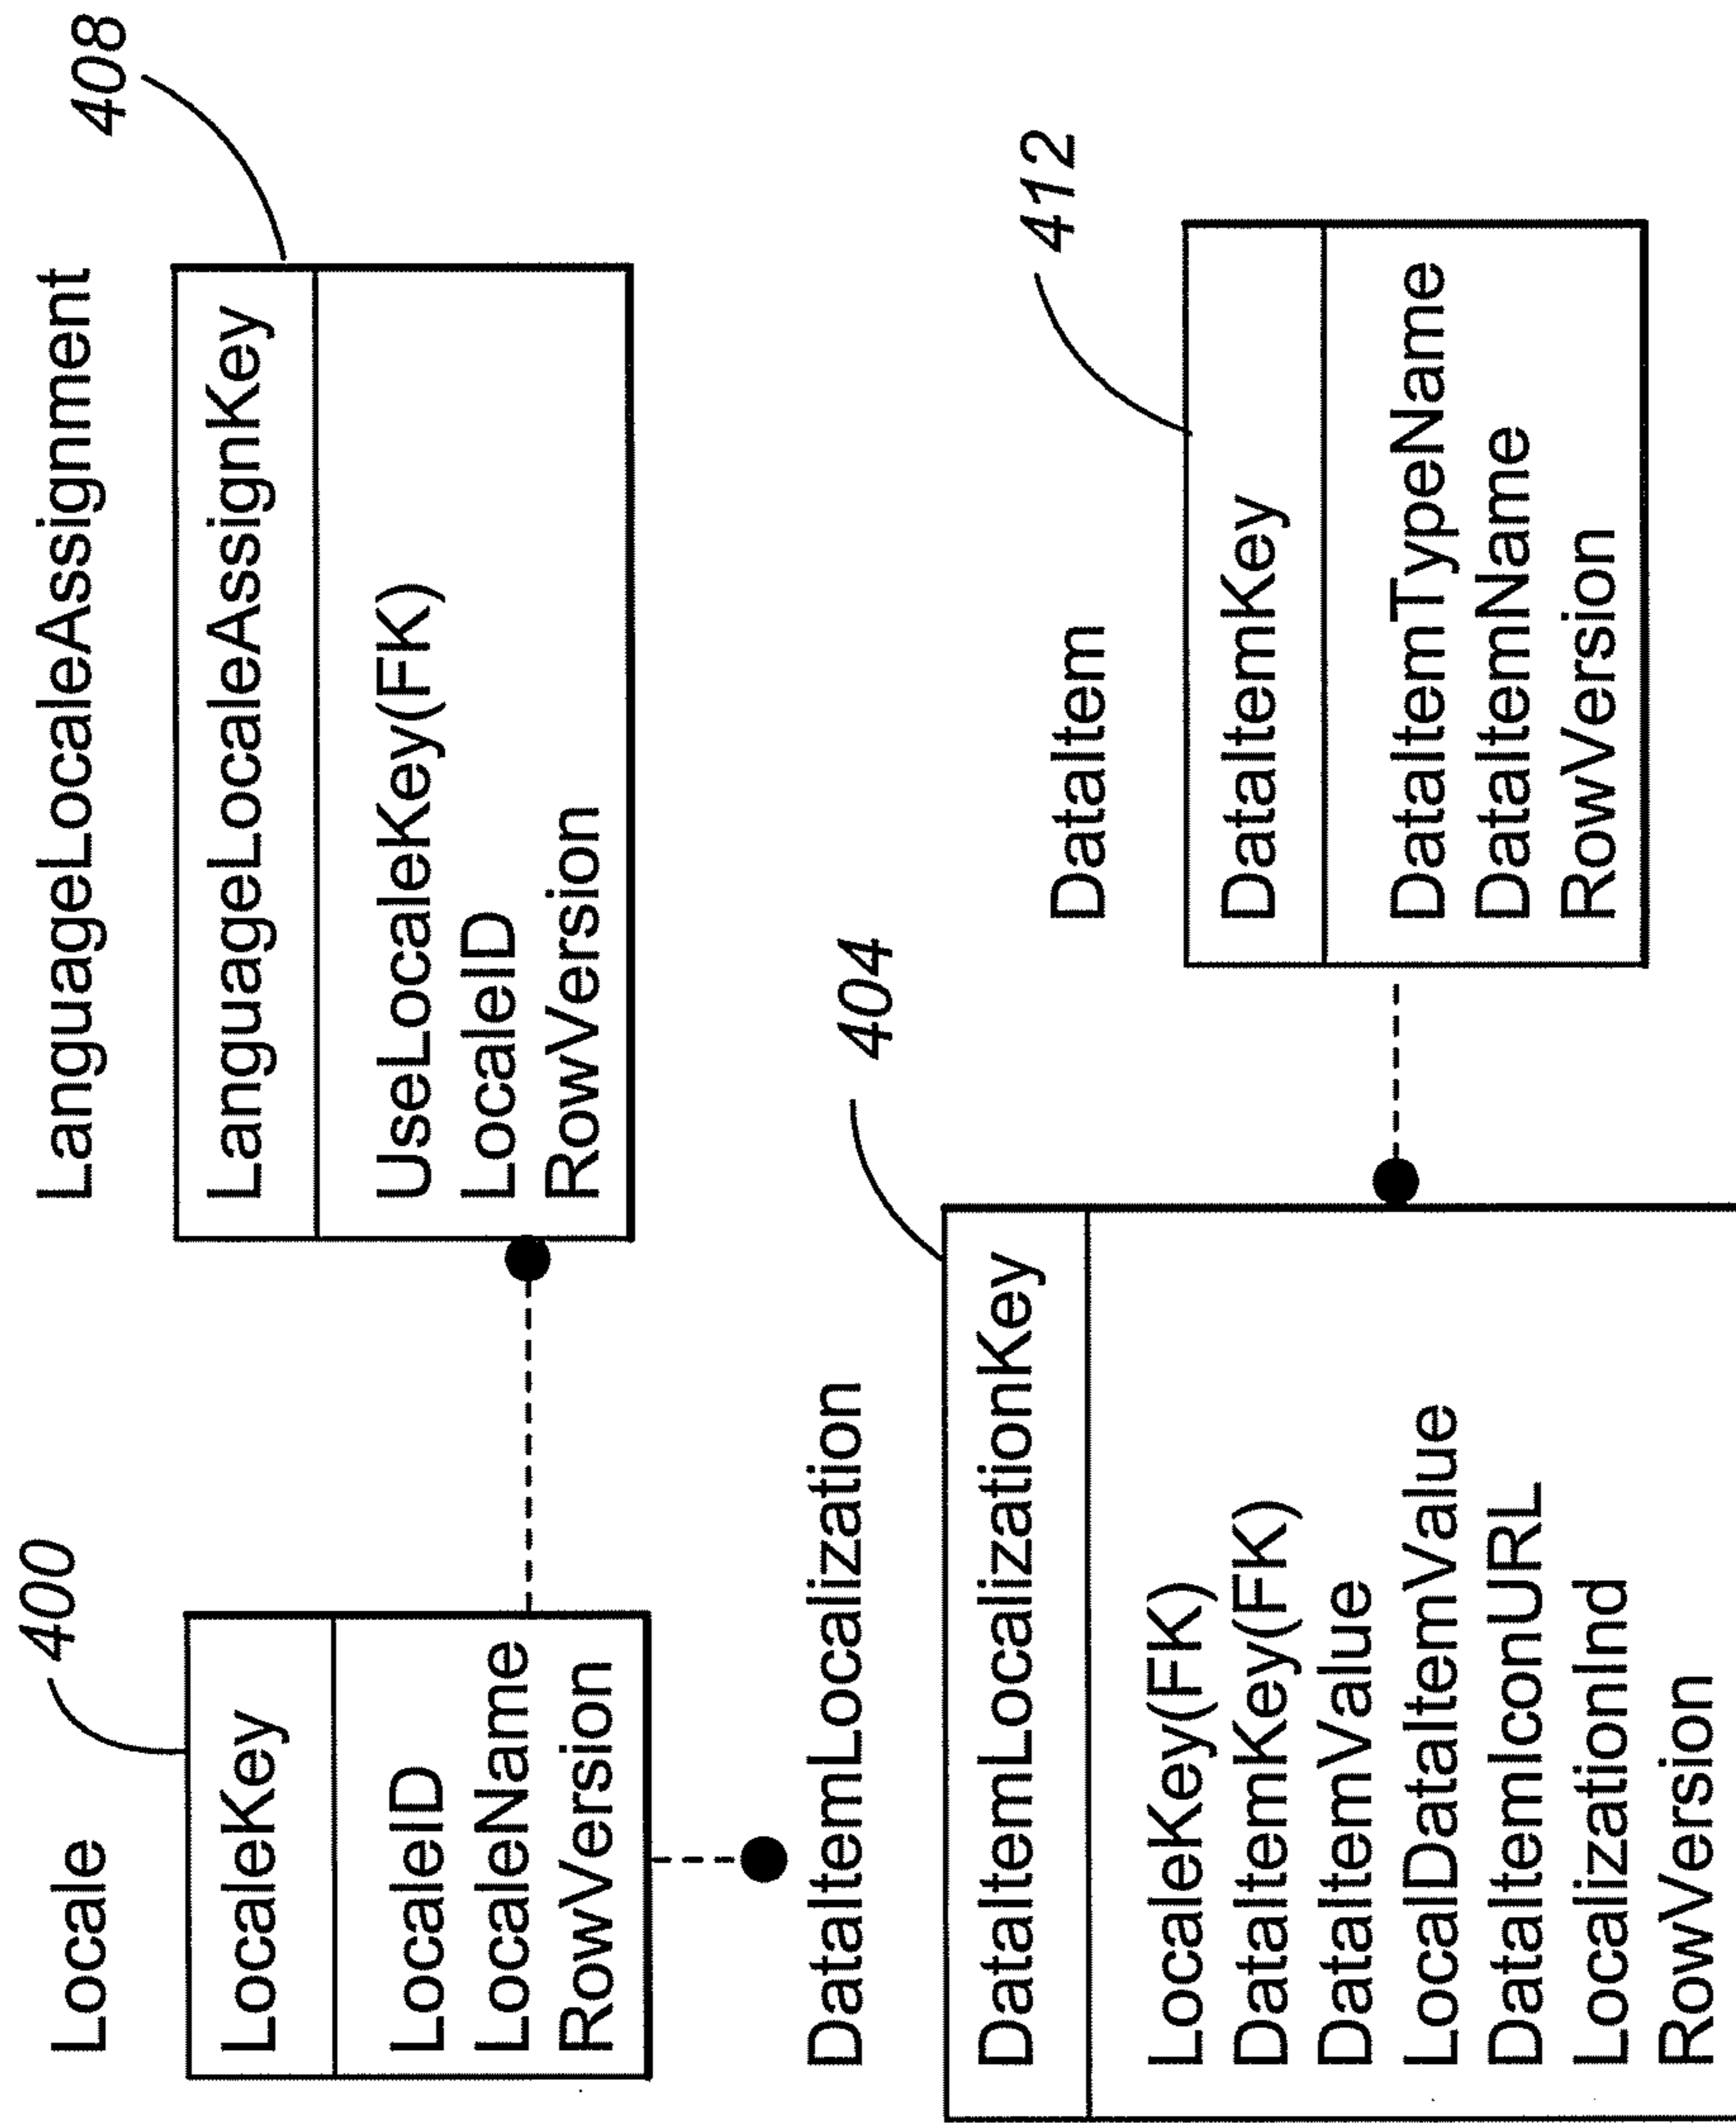 Locale
400
LocaleKey
LocaleID
LocaleName
RowVersion
LanguageLocaleAssignment
408
LanguageLocaleAssignKey
UseLocaleKey(FK)
LocaleID
RowVersion
DataItemLocalization
404
DataItemLocalizationKey
LocaleKey(FK)
DataItemKey(FK)
DataItemValue
LocalDataItemValue
DataItemIconURL
LocalizationInd
RowVersion
DataItem
412
DataItemKey
DataItemTypeName
DataItemName
RowVersion